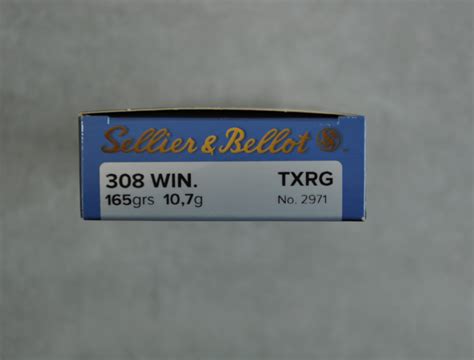 Sellier & Bellot
308 WIN. TXRG
165grs 10,7g No. 2971